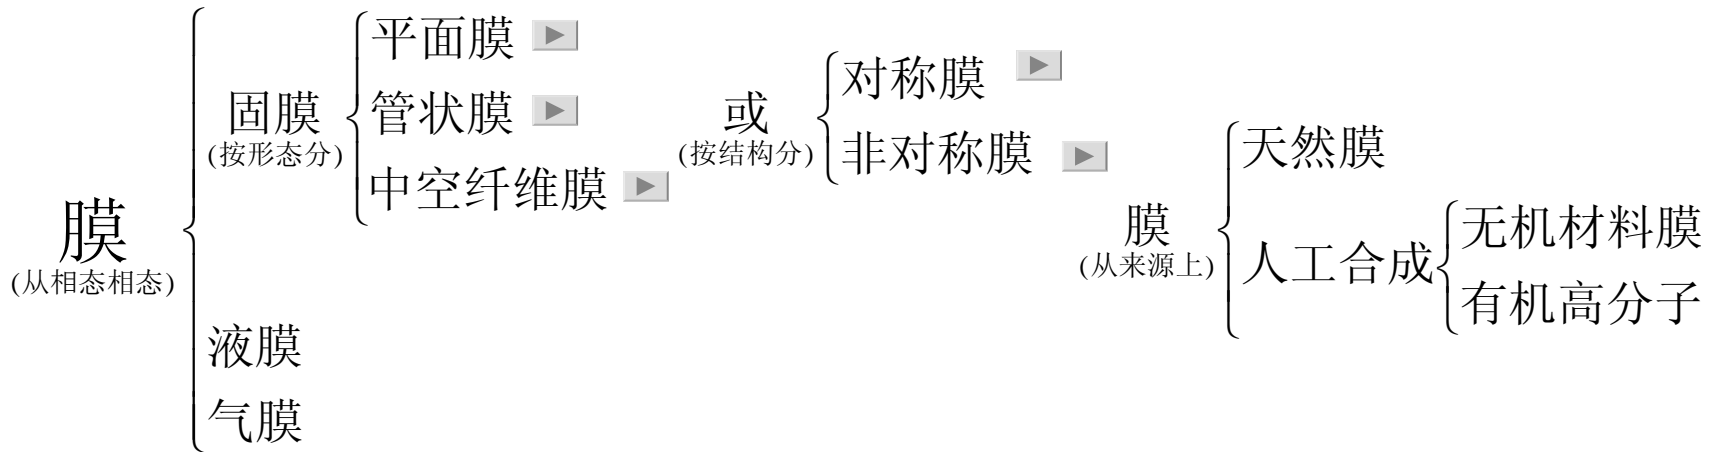 膜
(从相态相态)
固膜
(按形态分)
平面膜
管状膜
中空纤维膜
或
(按结构分)
对称膜
非对称膜
液膜
气膜
膜
(从来源上)
天然膜
人工合成
无机材料膜
有机高分子